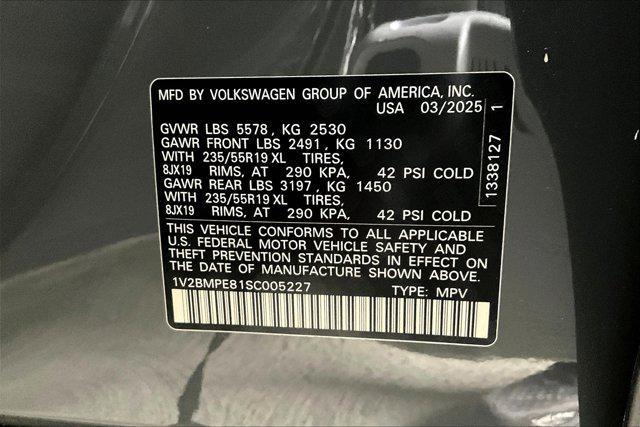 MFD BY VOLKSWAGEN GROUP OF AMERICA, INC.
USA 03/2025
GVWR LBS 5578, KG 2530
GAWR FRONT LBS 2491, KG 1130
WITH 235/55R19 XL TIRES,
8JX19 RIMS, AT 290 KPA, 42 PSI COLD
GAWR REAR LBS 3197, KG 1450
WITH 235/55R19 XL TIRES,
8JX19 RIMS, AT 290 KPA, 42 PSI COLD
THIS VEHICLE CONFORMS TO ALL APPLICABLE
U.S. FEDERAL MOTOR VEHICLE SAFETY AND
THEFT PREVENTION STANDARDS IN EFFECT ON
THE DATE OF MANUFACTURE SHOWN ABOVE.
1V2BMPE81SC005227 TYPE: MPV
1338127 1